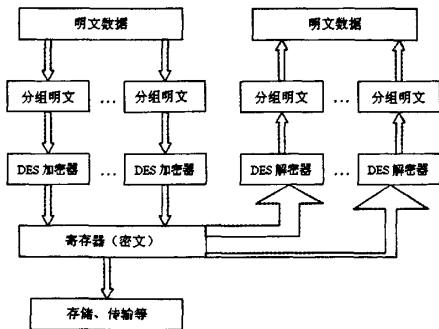 明文数据 明文数据
分组明文 … 分组明文 分组明文 … 分组明文
DES 加密器 … DES 加密器 DES 解密器 … DES 解密器
寄存器（密文）
存储、传输等